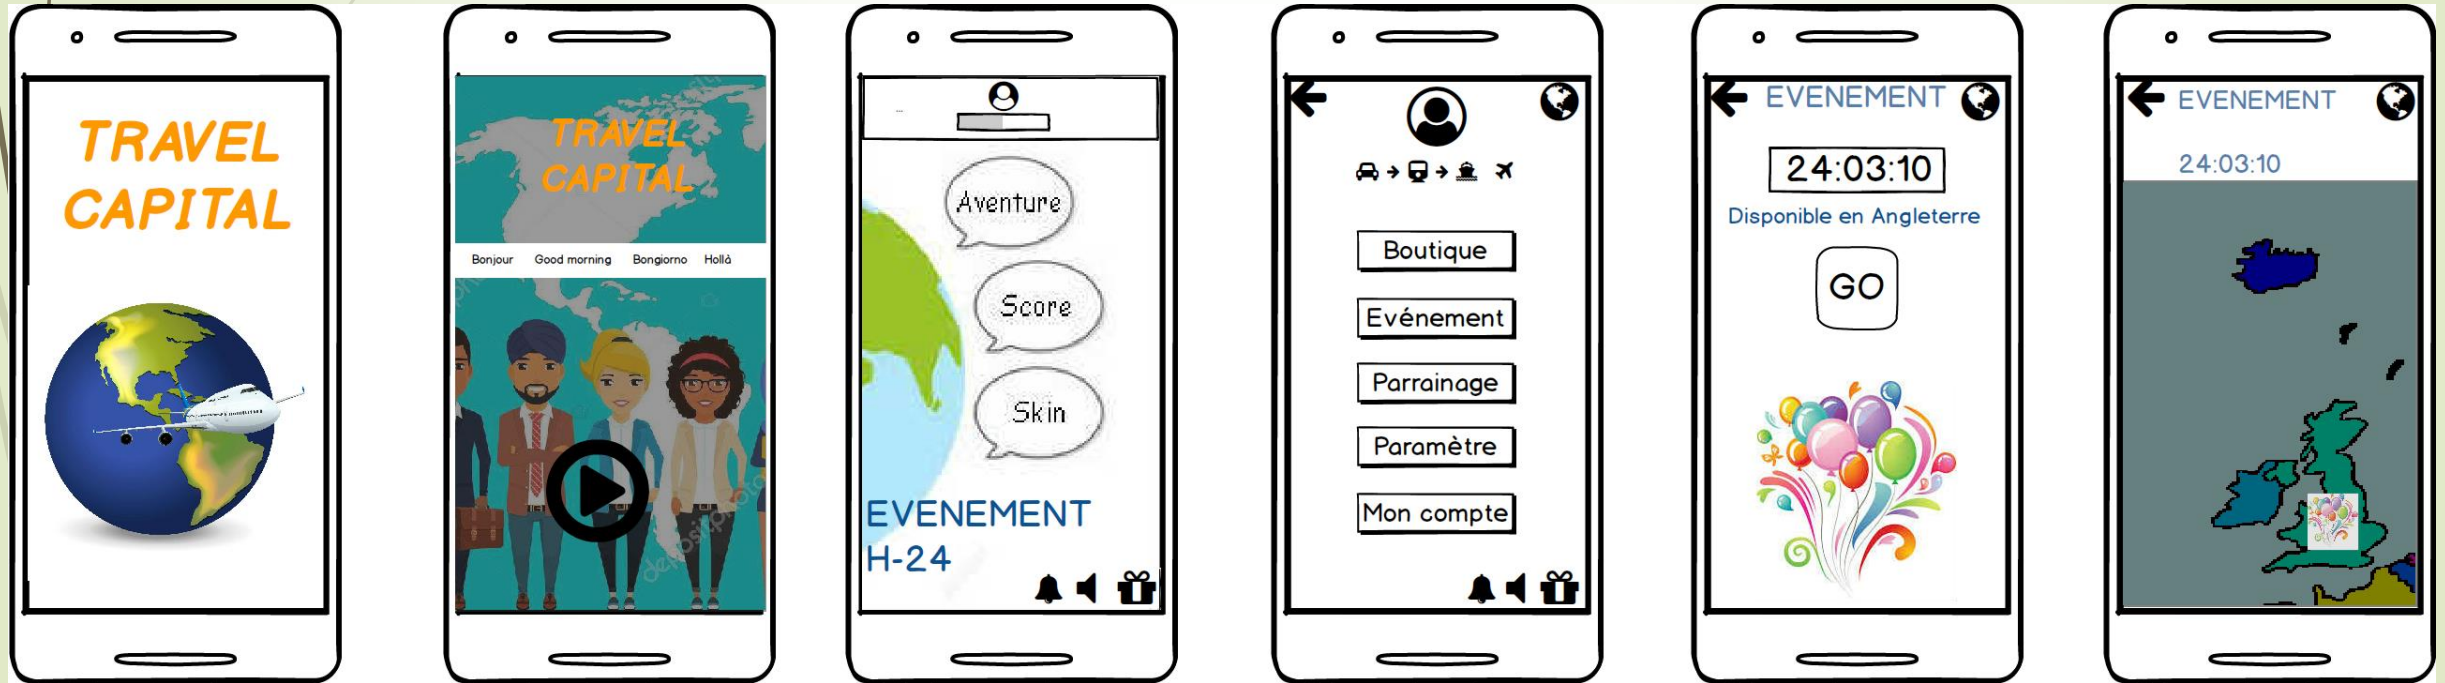 TRAVEL
CAPITAL
TRAVEL
CAPITAL
Bonjour Good morning Bongiorno Hollà
depositphotos
Aventure
Score
Skin
EVENEMENT
H-24
Boutique
Evénement
Parrainage
Paramètre
Mon compte
EVENEMENT
24:03:10
Disponible en Angleterre
GO
EVENEMENT
24:03:10